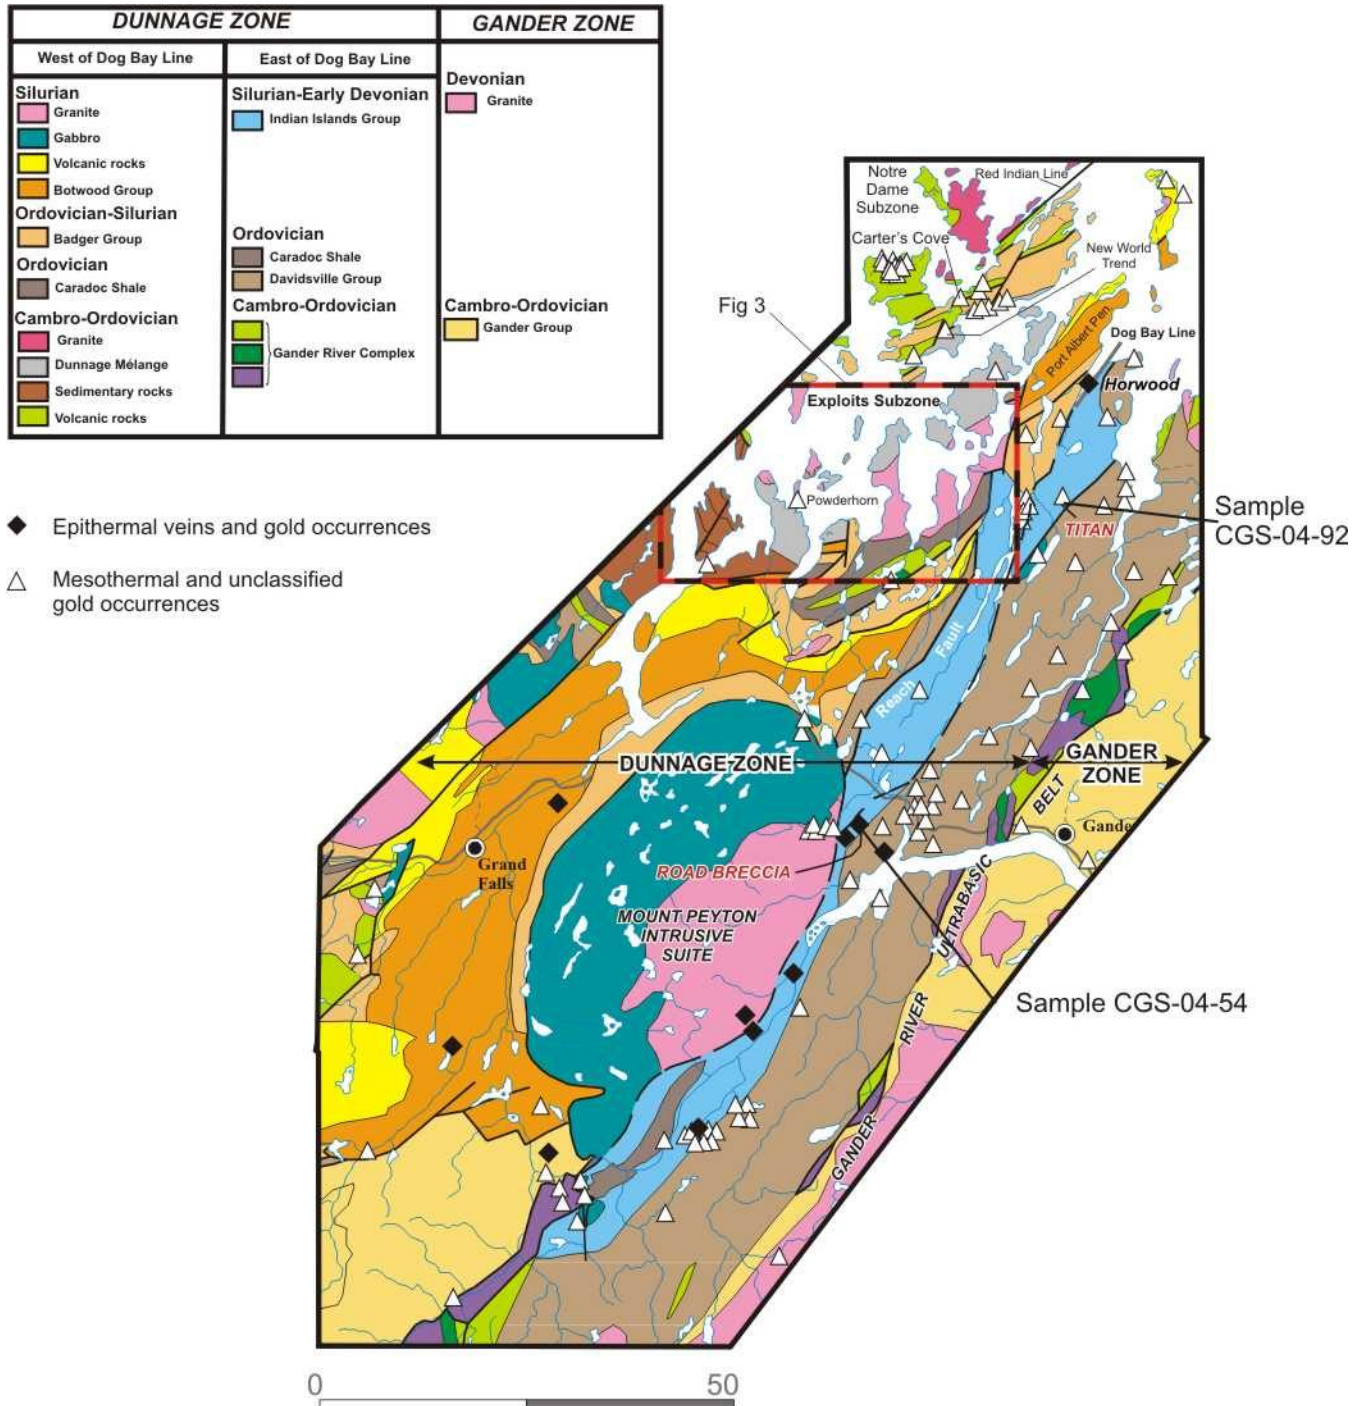 DUNNAGE ZONE
GANDER ZONE
West of Dog Bay Line
East of Dog Bay Line
Silurian
Granite
Gabbro
Volcanic rocks
Botwood Group
Ordovician-Silurian
Badger Group
Ordovician
Caradoc Shale
Cambro-Ordovician
Granite
Dunnage Mélange
Sedimentary rocks
Volcanic rocks
Silurian-Early Devonian
Indian Islands Group
Ordovician
Caradoc Shale
Davidsville Group
Cambro-Ordovician
Gander River Complex
Devonian
Granite
Cambro-Ordovician
Gander Group
Epithermal veins and gold occurrences
Mesothermal and unclassified
gold occurrences
Notre
Dame
Subzone
Red Indian Line
Carter's Cove
New World
Trend
Fig 3
Port Albert Pen.
Dog Bay Line
Horwood
Exploits Subzone
Powderhorn
Sample
CGS-04-92
TITAN
Reach Fault
DUNNAGE ZONE
GANDER
ZONE
Grand
Falls
Gande
ROAD BRECCIA
MOUNT PEYTON
INTRUSIVE
SUITE
GANDER RIVER ULTRABASIC BELT
Sample CGS-04-54
0
50